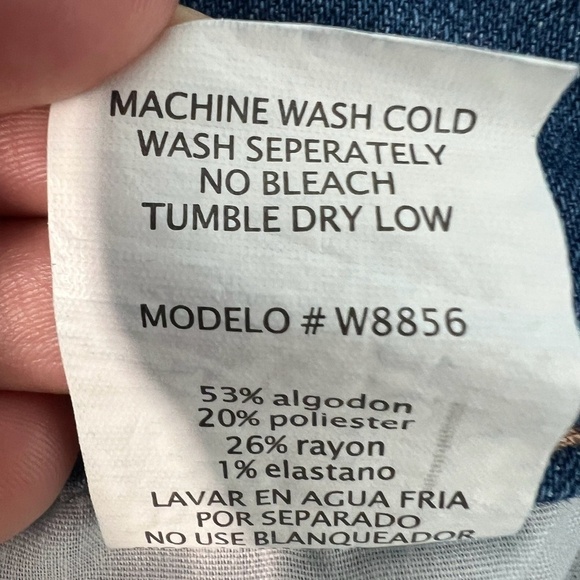 MACHINE WASH COLD
WASH SEPERATELY
NO BLEACH
TUMBLE DRY LOW
MODELO # W8856
53% algodon
20% poliester
26% rayon
1% elastano
LAVAR EN AGUA FRIA
POR SEPARADO
NO USE BLANQUEADOR